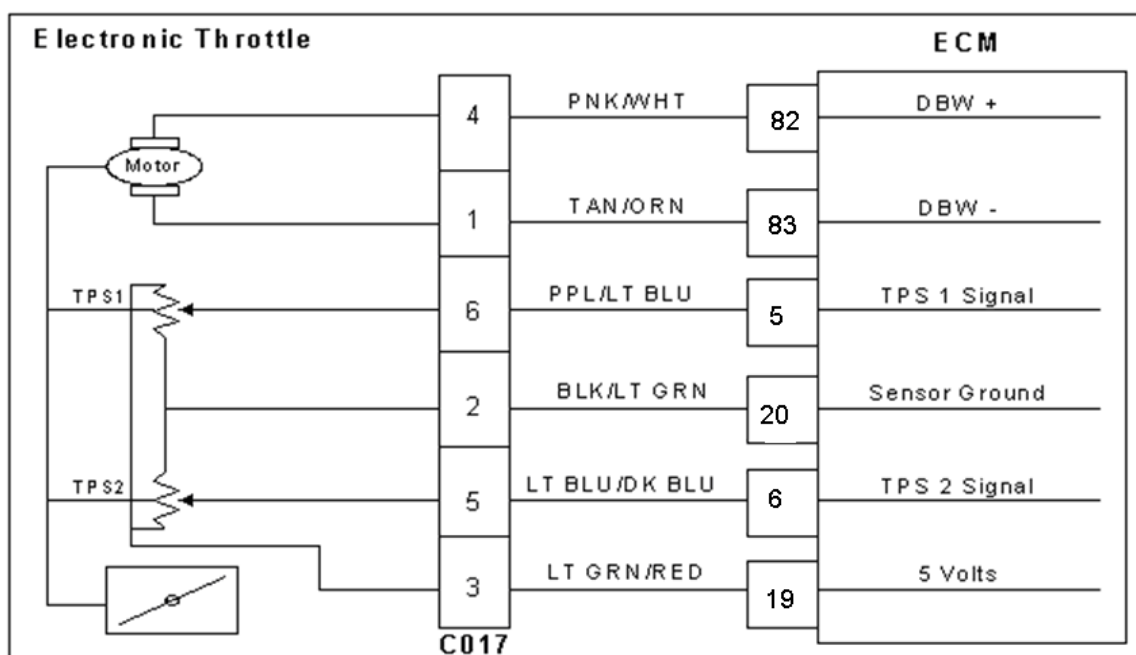 Electronic Throttle
ECM
4
PNK/WHT
82
DBW +
Motor
1
TAN/ORN
83
DBW -
TPS1
6
PPL/LT BLU
5
TPS 1 Signal
2
BLK/LT GRN
20
Sensor Ground
TPS2
5
LT BLU/DK BLU
6
TPS 2 Signal
3
LT GRN/RED
19
5 Volts
C017